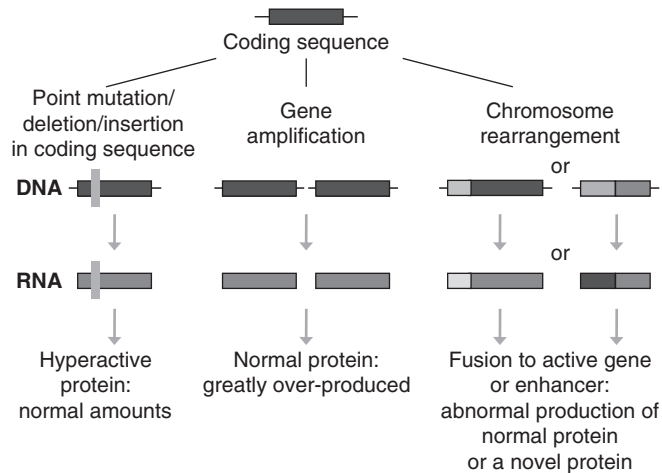 Coding sequence
Point mutation/
deletion/insertion
in coding sequence
Gene
amplification
Chromosome
rearrangement
DNA
or
RNA
or
Hyperactive
protein:
normal amounts
Normal protein:
greatly over-produced
Fusion to active gene
or enhancer:
abnormal production of
normal protein
or a novel protein